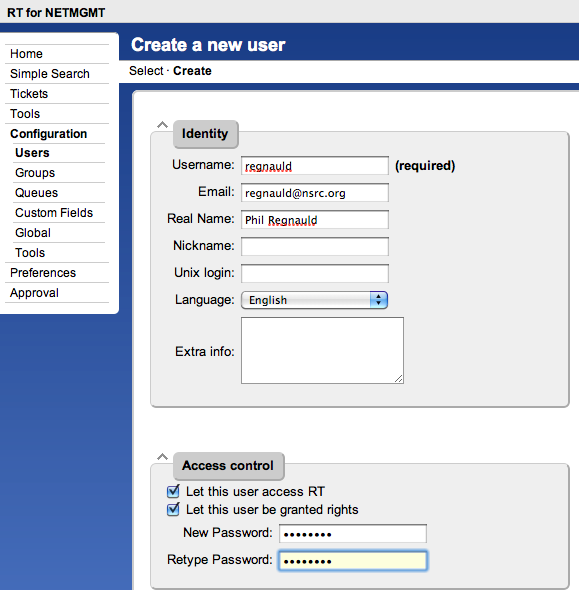 RT for NETMGMT
Home
Simple Search
Tickets
Tools
Configuration
Users
Groups
Queues
Custom Fields
Global
Tools
Preferences
Approval
Create a new user
Select · Create
Identity
Username: regnauld (required)
Email: regnauld@nsrc.org
Real Name: Phil Regnauld
Nickname:
Unix login:
Language: English
Extra info:
Access control
Let this user access RT
Let this user be granted rights
New Password: ••••••••
Retype Password: ••••••••